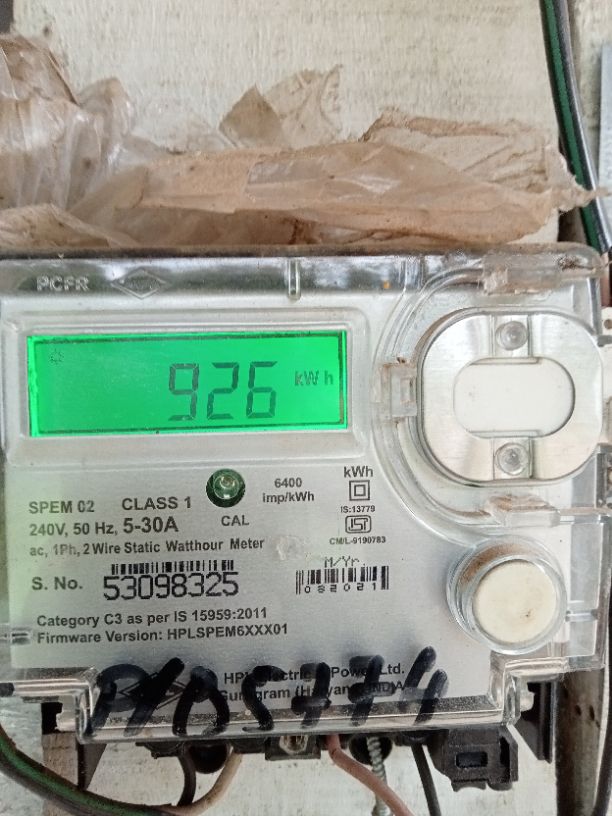 PCFR
926 kWh
6400
imp/kWh
kWh
IS:13779
CM/L-9190783
SPEM 02 CLASS 1
240V, 50 Hz, 5-30A
CAL
ac, 1Ph, 2 Wire Static Watthour Meter
M/Yr.
S. No. 53098325
082021
Category C3 as per IS 15959:2011
Firmware Version: HPLSPEM6XXX01
HPL Electric & Power Ltd.
Gurugram (Haryana) INDIA